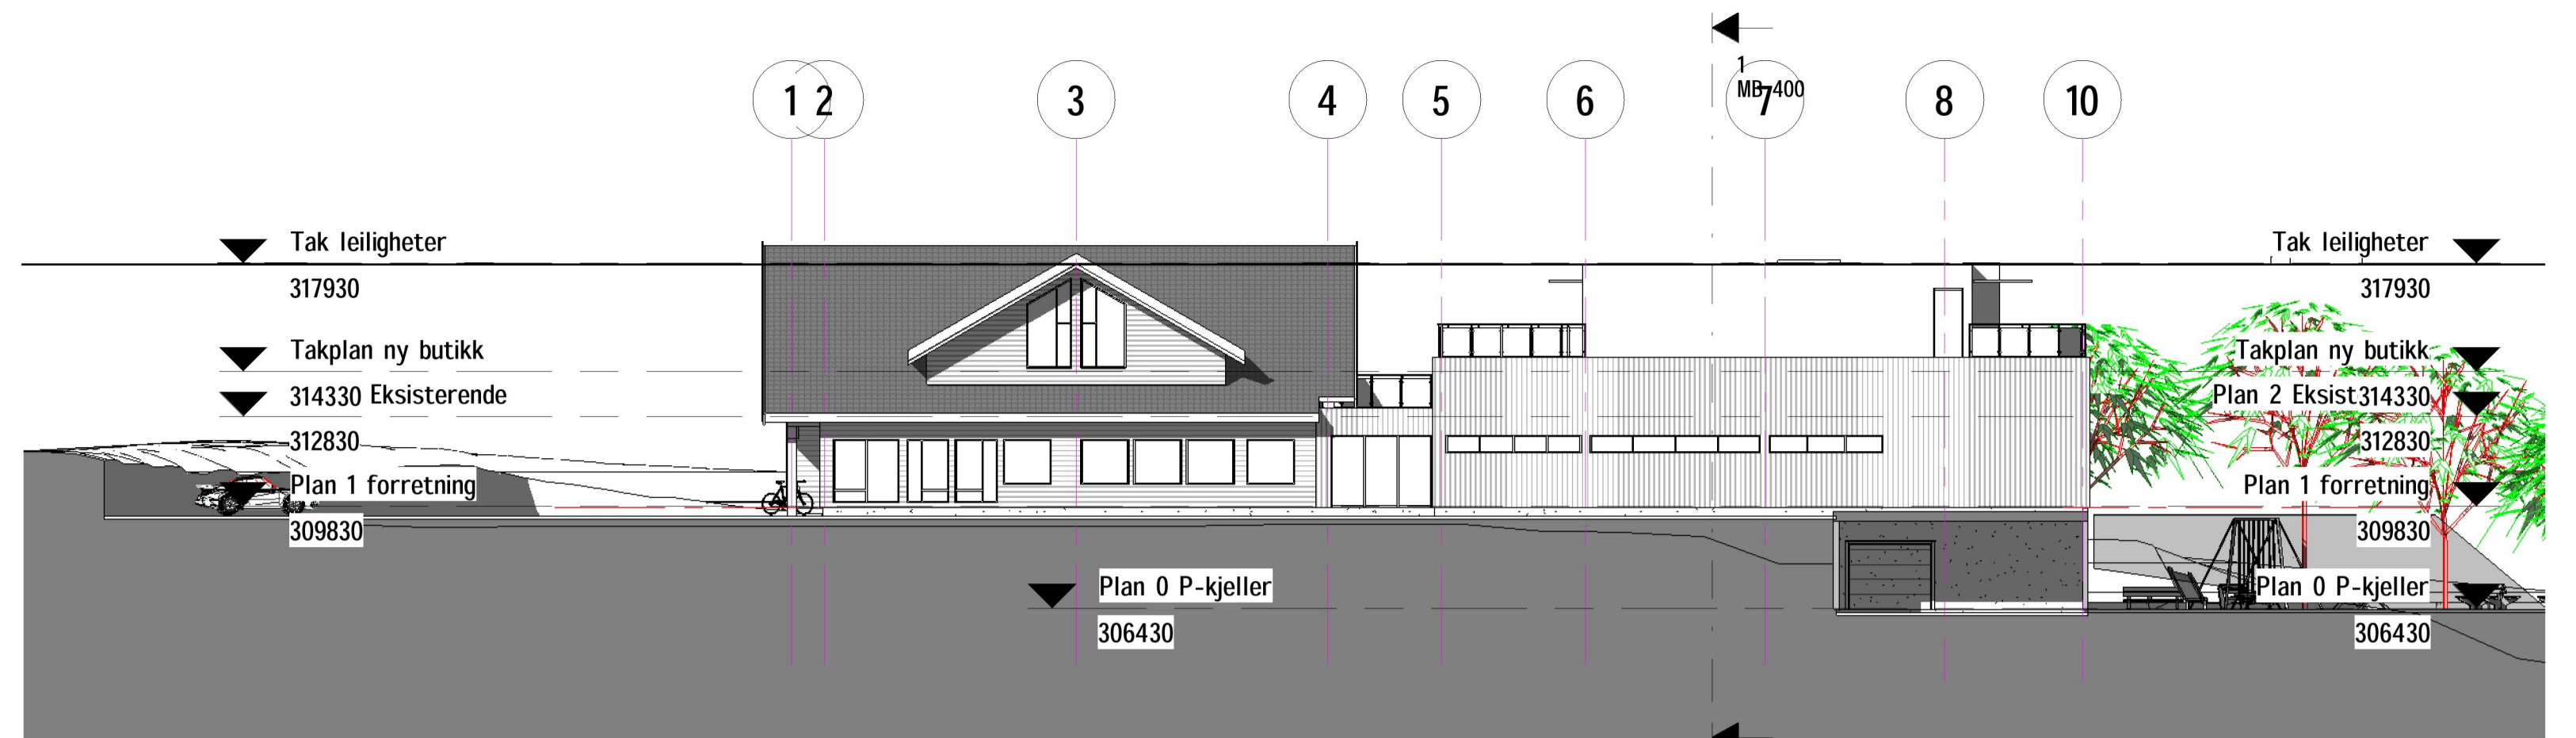 1
MB-400
1 2 3 4 5 6 7 8 10
Tak leiligheter
317930
Takplan ny butikk
314330 Eksisterende
312830
Plan 1 forretning
309830
Plan 0 P-kjeller
306430
Tak leiligheter
317930
Takplan ny butikk
Plan 2 Eksist314330
312830
Plan 1 forretning
309830
Plan 0 P-kjeller
306430